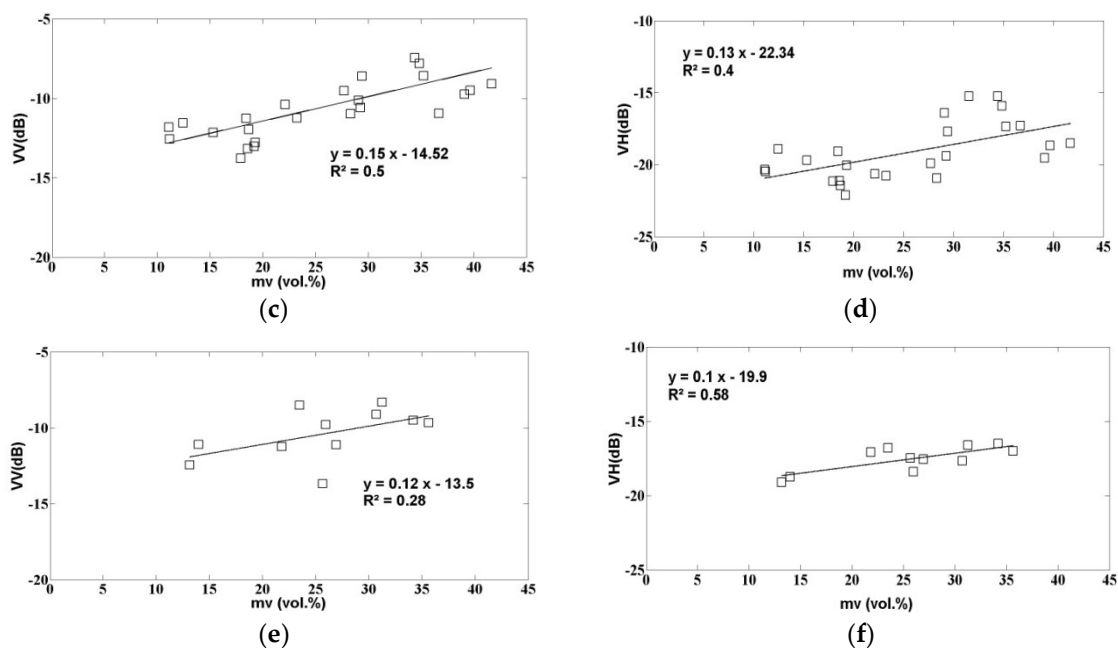 -5
-10
-15
-20
VV(dB)
y = 0.15 x - 14.52
R² = 0.5
0 5 10 15 20 25 30 35 40 45
mv (vol.%)
(c)
-10
-15
-20
-25
VH(dB)
y = 0.13 x - 22.34
R² = 0.4
0 5 10 15 20 25 30 35 40 45
mv (vol.%)
(d)
-5
-10
-15
-20
VV(dB)
y = 0.12 x - 13.5
R² = 0.28
0 5 10 15 20 25 30 35 40 45
mv (vol.%)
(e)
-10
-15
-20
-25
VH(dB)
y = 0.1 x - 19.9
R² = 0.58
0 5 10 15 20 25 30 35 40 45
mv (vol.%)
(f)